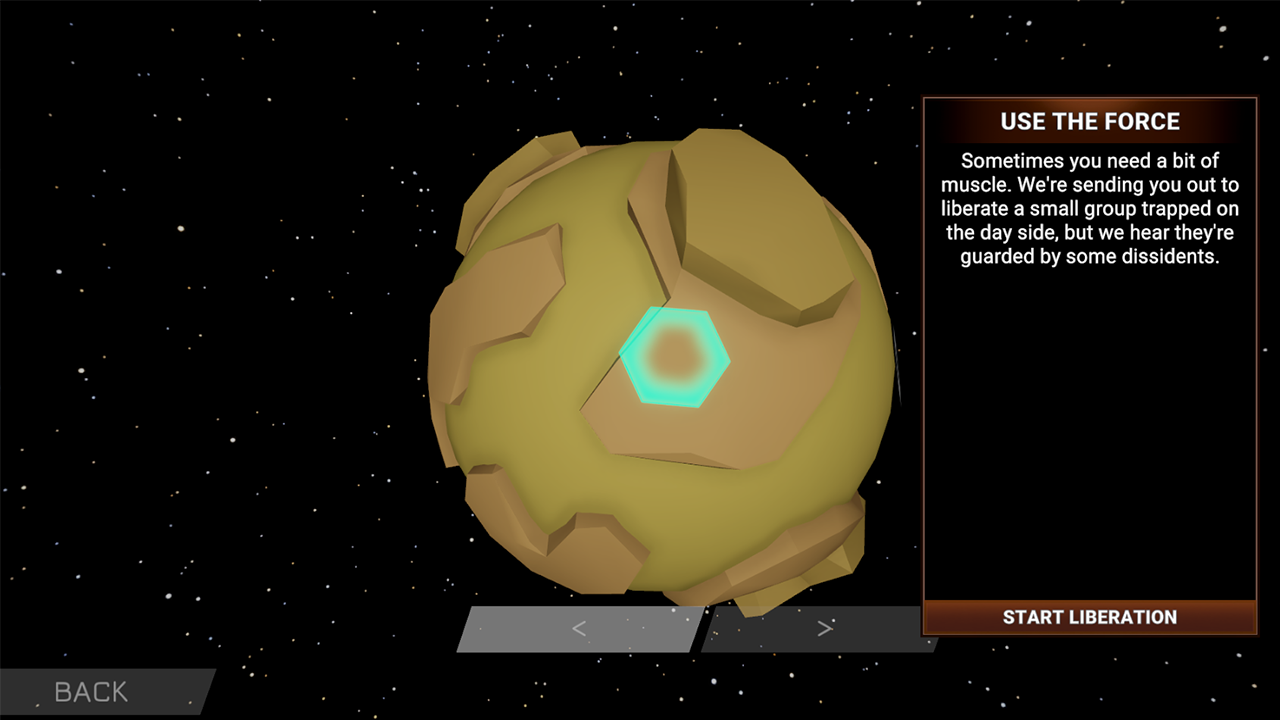 USE THE FORCE
Sometimes you need a bit of
muscle. We're sending you out to
liberate a small group trapped on
the day side, but we hear they're
guarded by some dissidents.
START LIBERATION
<
>
BACK